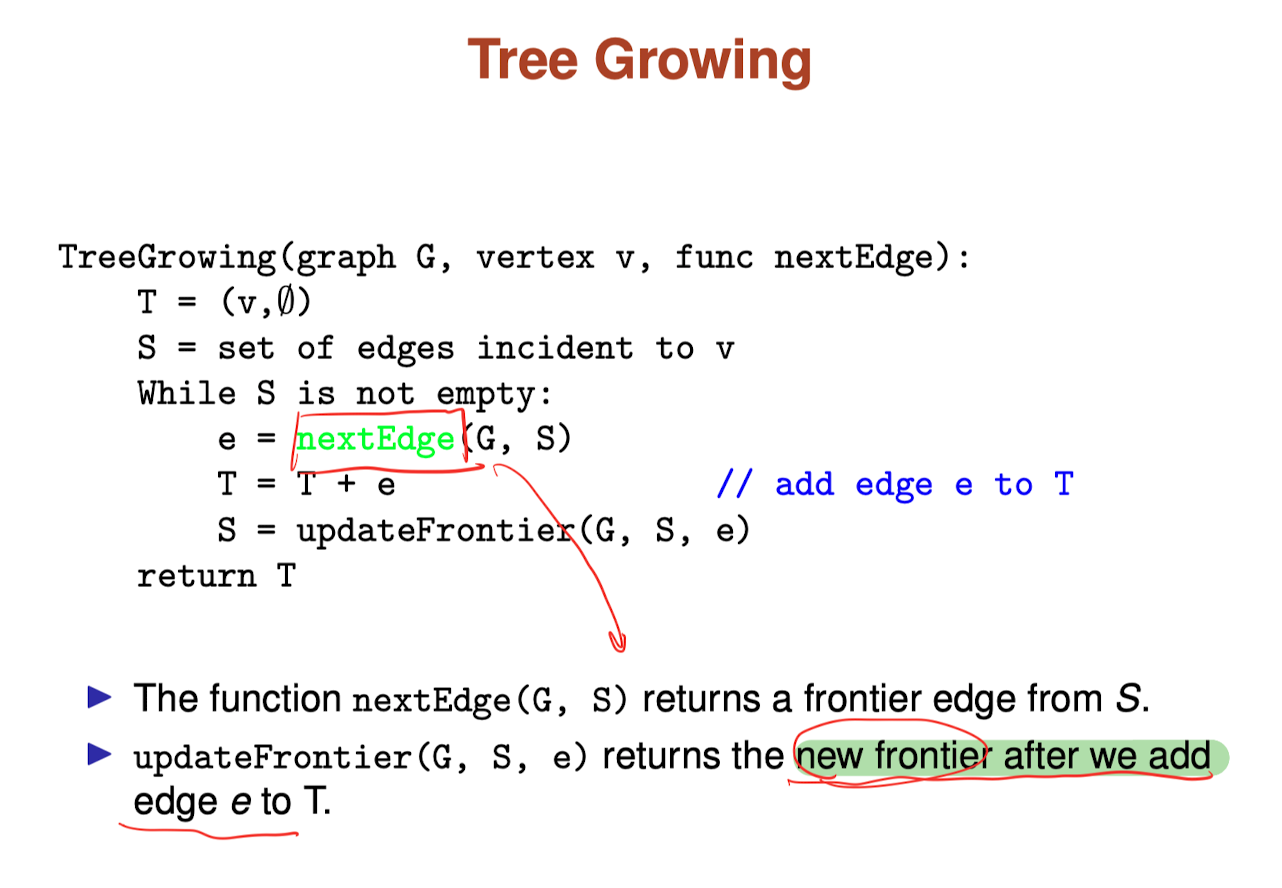 Tree Growing
TreeGrowing(graph G, vertex v, func nextEdge):
T = (v,∅)
S = set of edges incident to v
While S is not empty:
e = nextEdge(G, S)
T = T + e // add edge e to T
S = updateFrontier(G, S, e)
return T
The function nextEdge(G, S) returns a frontier edge from S.
updateFrontier(G, S, e) returns the new frontier after we add
edge e to T.